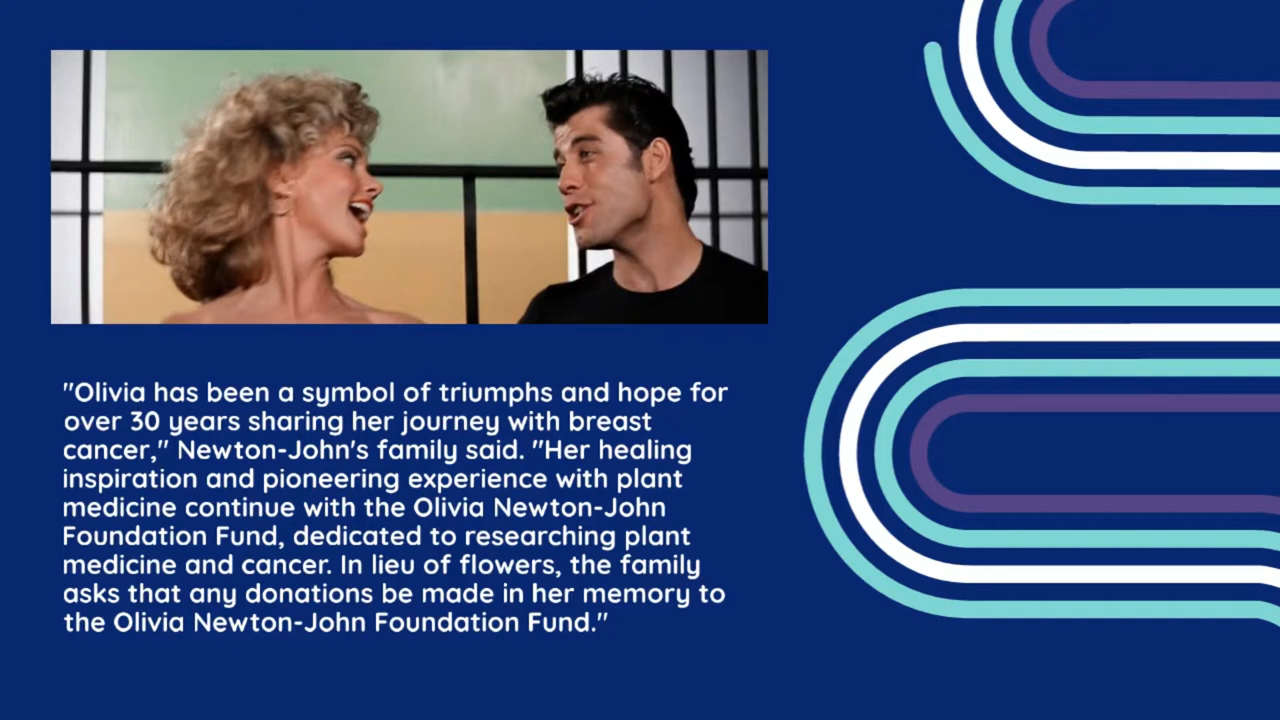 "Olivia has been a symbol of triumphs and hope for
over 30 years sharing her journey with breast
cancer," Newton-John's family said. "Her healing
inspiration and pioneering experience with plant
medicine continue with the Olivia Newton-John
Foundation Fund, dedicated to researching plant
medicine and cancer. In lieu of flowers, the family
asks that any donations be made in her memory to
the Olivia Newton-John Foundation Fund."